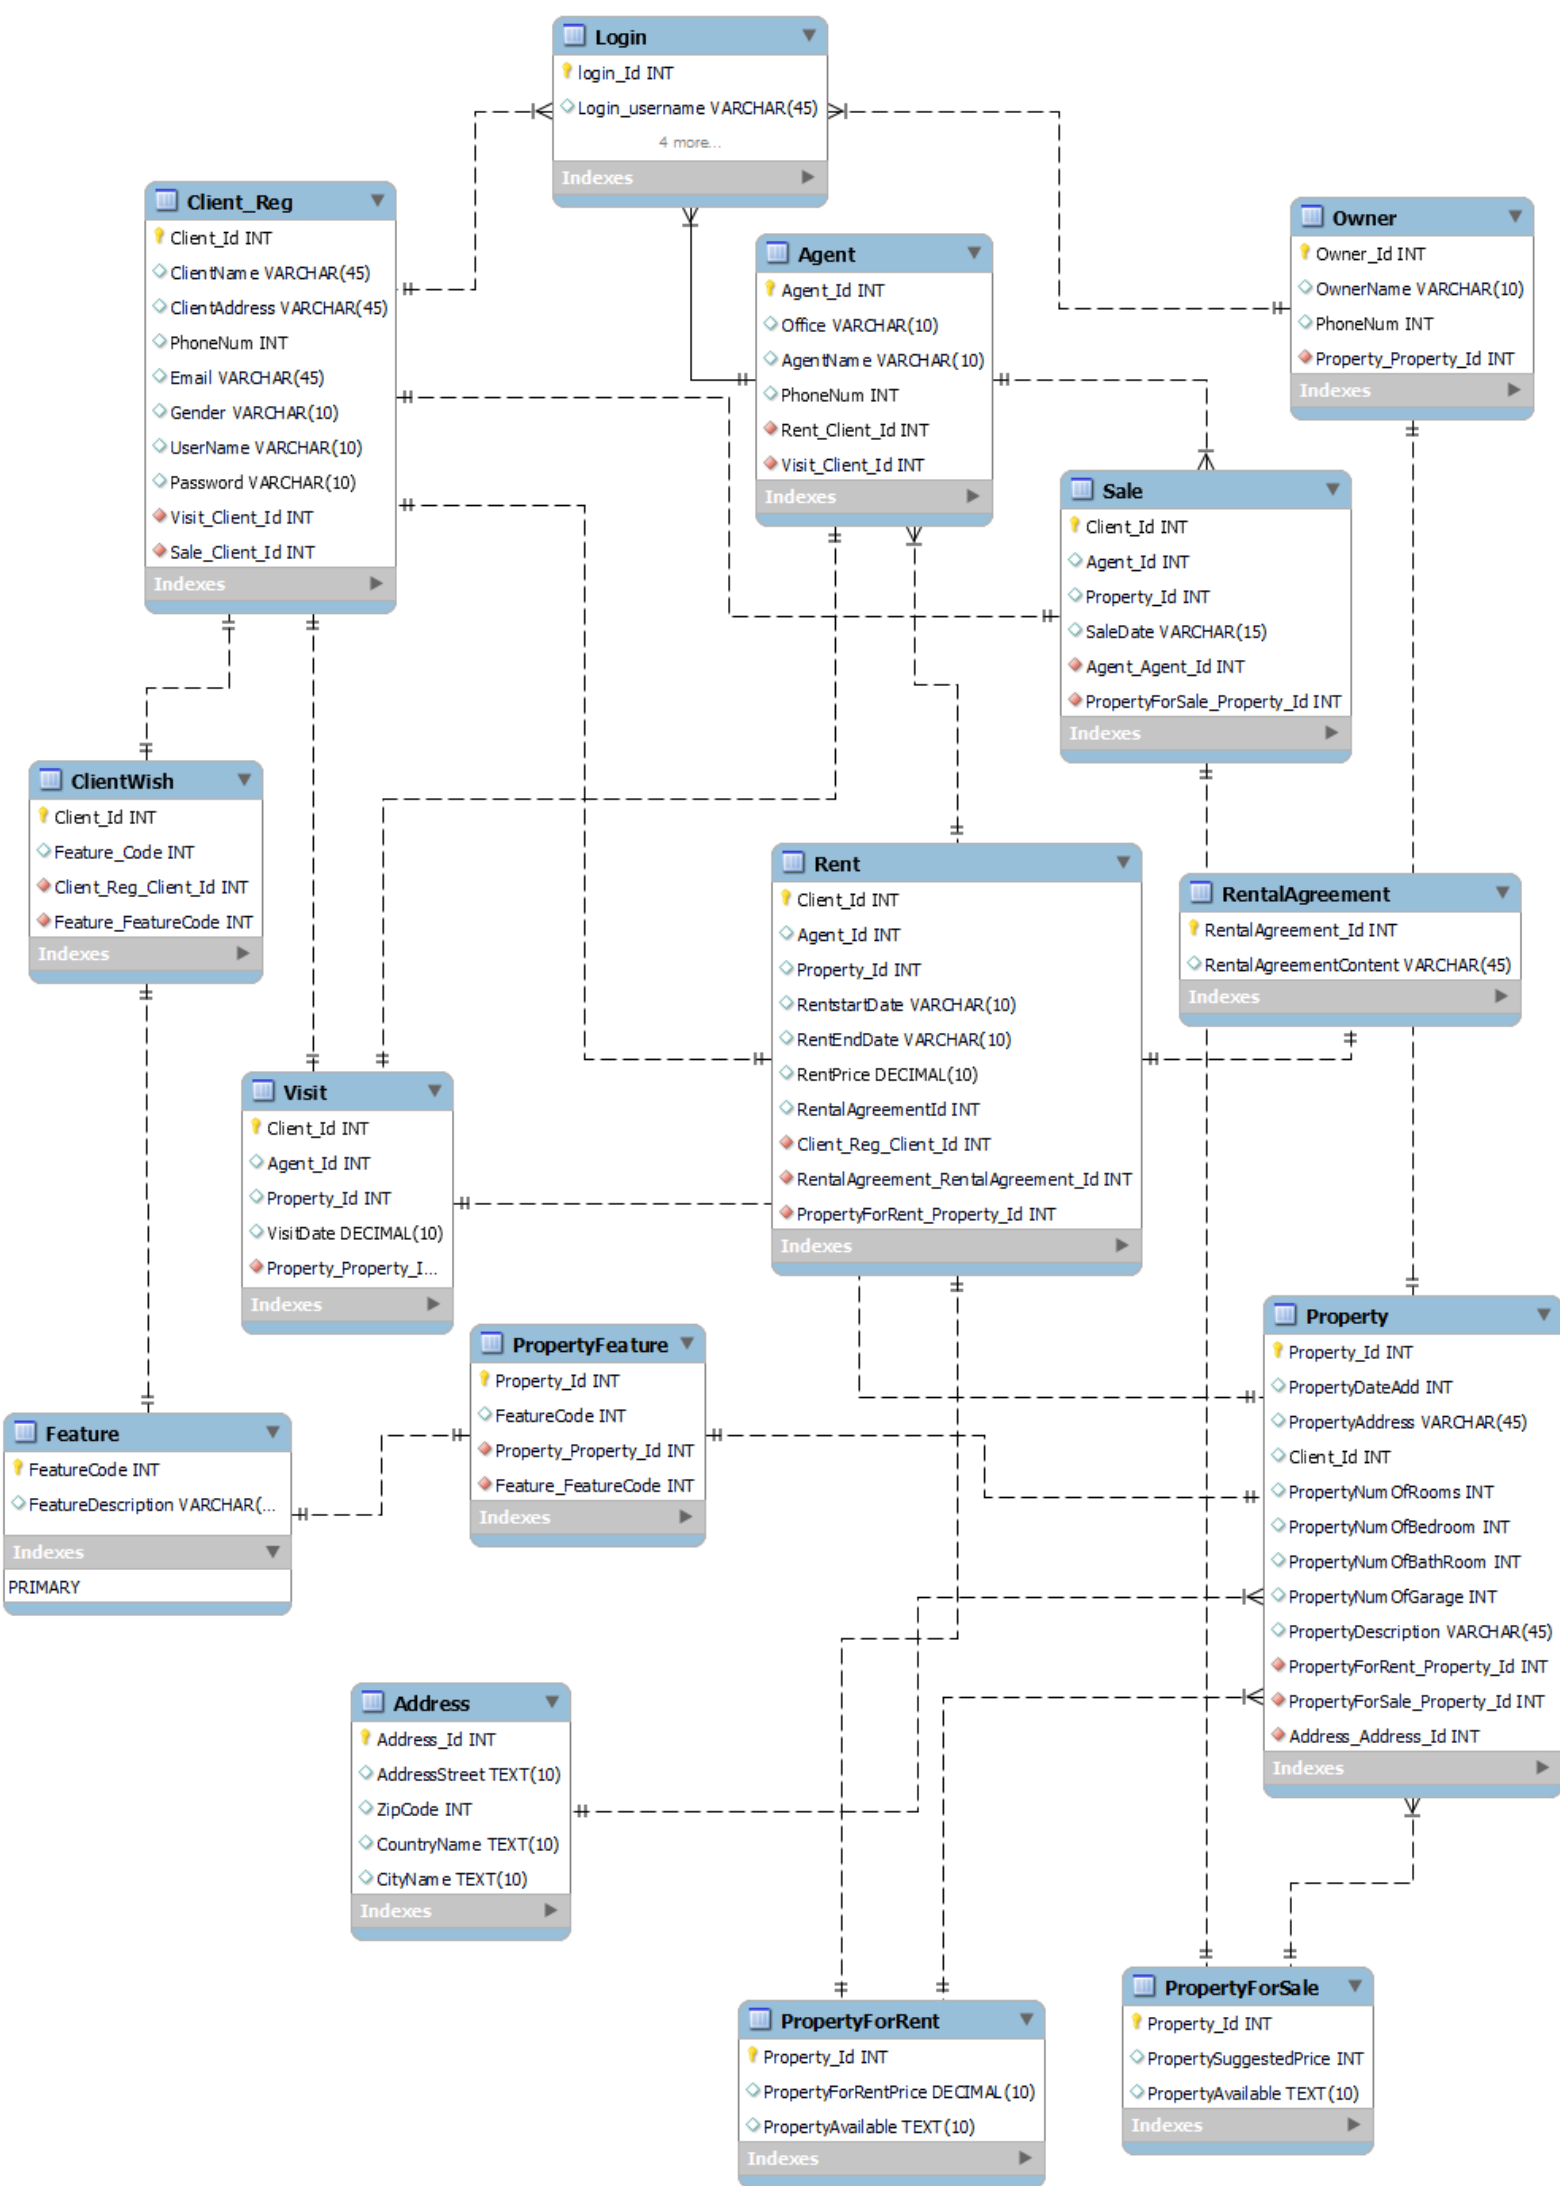 Login
login_Id INT
Login_username VARCHAR(45)
4 more...
Indexes
Client_Reg
Client_Id INT
ClientName VARCHAR(45)
ClientAddress VARCHAR(45)
PhoneNum INT
Email VARCHAR(45)
Gender VARCHAR(10)
UserName VARCHAR(10)
Password VARCHAR(10)
Visit_Client_Id INT
Sale_Client_Id INT
Indexes
Agent
Agent_Id INT
Office VARCHAR(10)
AgentName VARCHAR(10)
PhoneNum INT
Rent_Client_Id INT
Visit_Client_Id INT
Indexes
Owner
Owner_Id INT
OwnerName VARCHAR(10)
PhoneNum INT
Property_Property_Id INT
Indexes
Sale
Client_Id INT
Agent_Id INT
Property_Id INT
SaleDate VARCHAR(15)
Agent_Agent_Id INT
PropertyForSale_Property_Id INT
Indexes
ClientWish
Client_Id INT
Feature_Code INT
Client_Reg_Client_Id INT
Feature_FeatureCode INT
Indexes
Rent
Client_Id INT
Agent_Id INT
Property_Id INT
RentstartDate VARCHAR(10)
RentEndDate VARCHAR(10)
RentPrice DECIMAL(10)
RentalAgreementId INT
Client_Reg_Client_Id INT
RentalAgreement_RentalAgreement_Id INT
PropertyForRent_Property_Id INT
Indexes
RentalAgreement
RentalAgreement_Id INT
RentalAgreementContent VARCHAR(45)
Indexes
Visit
Client_Id INT
Agent_Id INT
Property_Id INT
VisitDate DECIMAL(10)
Property_Property_I...
Indexes
PropertyFeature
Property_Id INT
FeatureCode INT
Property_Property_Id INT
Feature_FeatureCode INT
Indexes
Property
Property_Id INT
PropertyDateAdd INT
PropertyAddress VARCHAR(45)
Client_Id INT
PropertyNumOfRooms INT
PropertyNumOfBedroom INT
PropertyNumOfBathRoom INT
PropertyNumOfGarage INT
PropertyDescription VARCHAR(45)
PropertyForRent_Property_Id INT
PropertyForSale_Property_Id INT
Address_Address_Id INT
Indexes
Feature
FeatureCode INT
FeatureDescription VARCHAR(...
Indexes
PRIMARY
Address
Address_Id INT
AddressStreet TEXT(10)
ZipCode INT
CountryName TEXT(10)
CityName TEXT(10)
Indexes
PropertyForRent
Property_Id INT
PropertyForRentPrice DECIMAL(10)
PropertyAvailable TEXT(10)
Indexes
PropertyForSale
Property_Id INT
PropertySuggestedPrice INT
PropertyAvailable TEXT(10)
Indexes